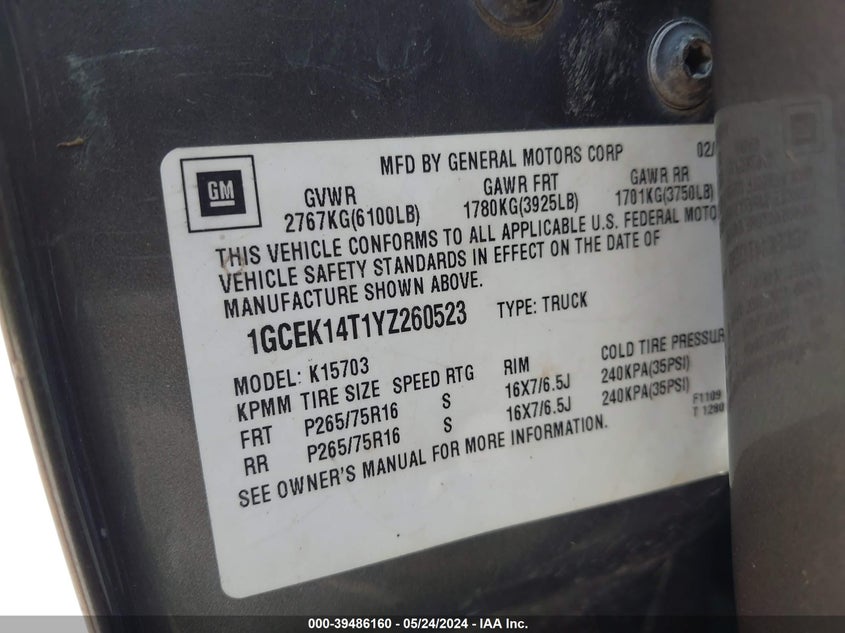 GM
MFD BY GENERAL MOTORS CORP 02/
GVWR GAWR FRT GAWR RR
2767KG(6100LB) 1780KG(3925LB) 1701KG(3750LB)
THIS VEHICLE CONFORMS TO ALL APPLICABLE U.S. FEDERAL MOTO
VEHICLE SAFETY STANDARDS IN EFFECT ON THE DATE OF
MANUFACTURE SHOWN ABOVE.
1GCEK14T1YZ260523 TYPE: TRUCK
MODEL: K15703
KPMM TIRE SIZE SPEED RTG RIM COLD TIRE PRESSUR
FRT P265/75R16 S 16X7/6.5J 240KPA(35PSI)
RR P265/75R16 S 16X7/6.5J 240KPA(35PSI)
F1109
T 1280
SEE OWNER'S MANUAL FOR MORE INFORMATION.
000-39486160 - 05/24/2024 - IAA Inc.